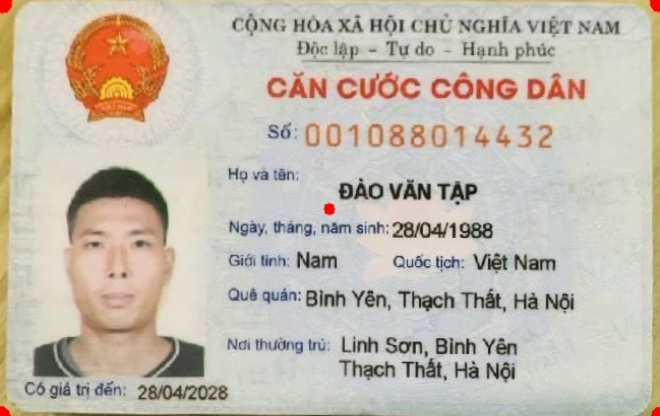 CỘNG HÒA XÃ HỘI CHỦ NGHĨA VIỆT NAM
Độc lập - Tự do - Hạnh phúc
CĂN CƯỚC CÔNG DÂN
Số: 001088014432
Họ và tên:
ĐÀO VĂN TẬP
Ngày, tháng, năm sinh: 28/04/1988
Giới tính: Nam Quốc tịch: Việt Nam
Quê quán: Bình Yên, Thạch Thất, Hà Nội
Nơi thường trú: Linh Sơn, Bình Yên
Thạch Thất, Hà Nội
Có giá trị đến: 28/04/2028